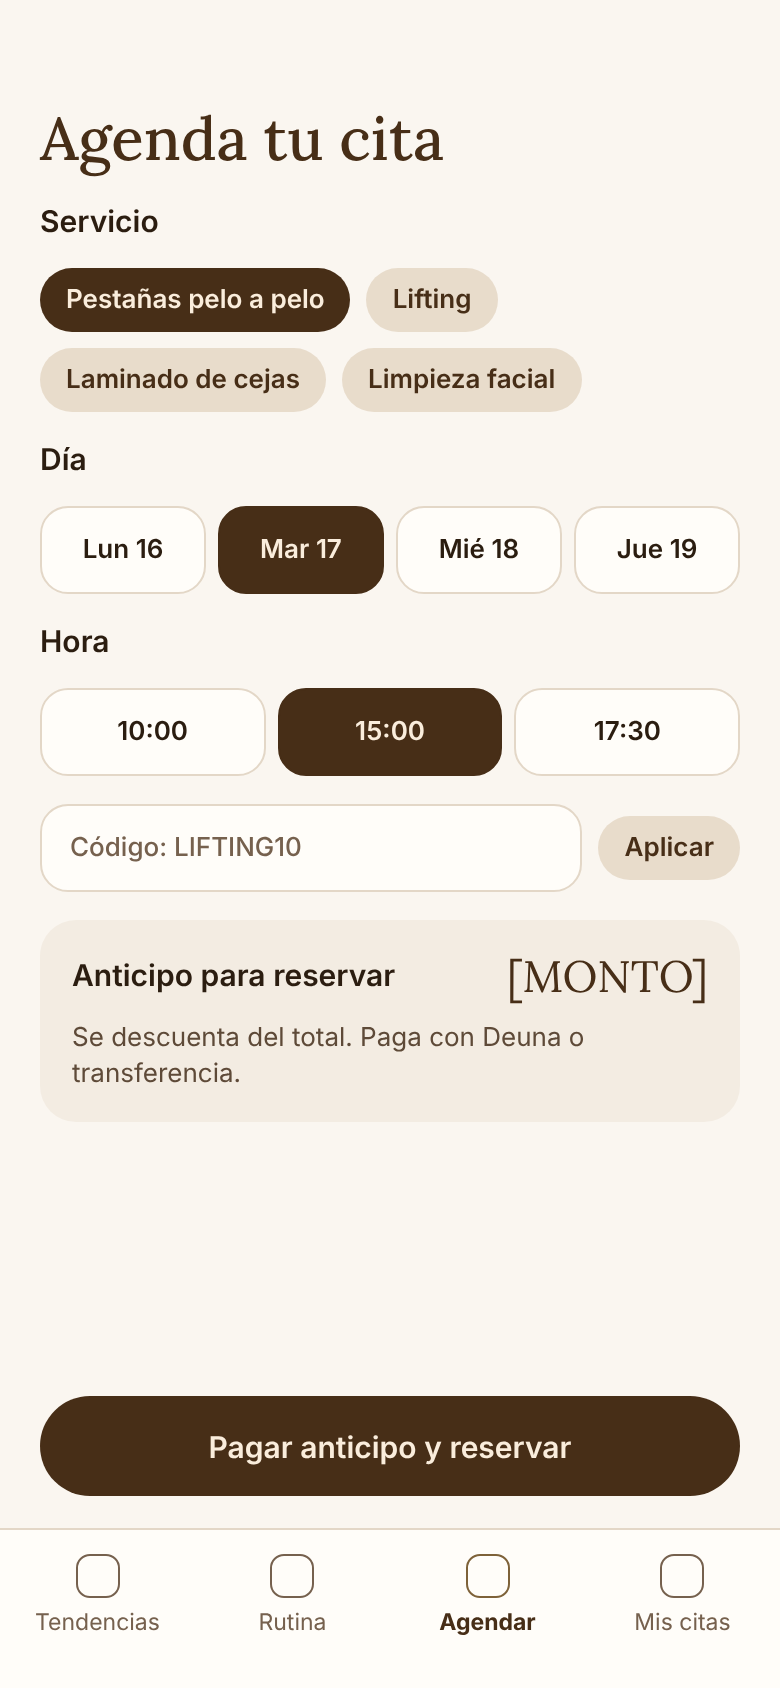 Agenda tu cita
Servicio
Pestañas pelo a pelo
Lifting
Laminado de cejas
Limpieza facial
Día
Lun 16
Mar 17
Mié 18
Jue 19
Hora
10:00
15:00
17:30
Código: LIFTING10
Aplicar
Anticipo para reservar
[MONTO]
Se descuenta del total. Paga con Deuna o
transferencia.
Pagar anticipo y reservar
Tendencias
Rutina
Agendar
Mis citas